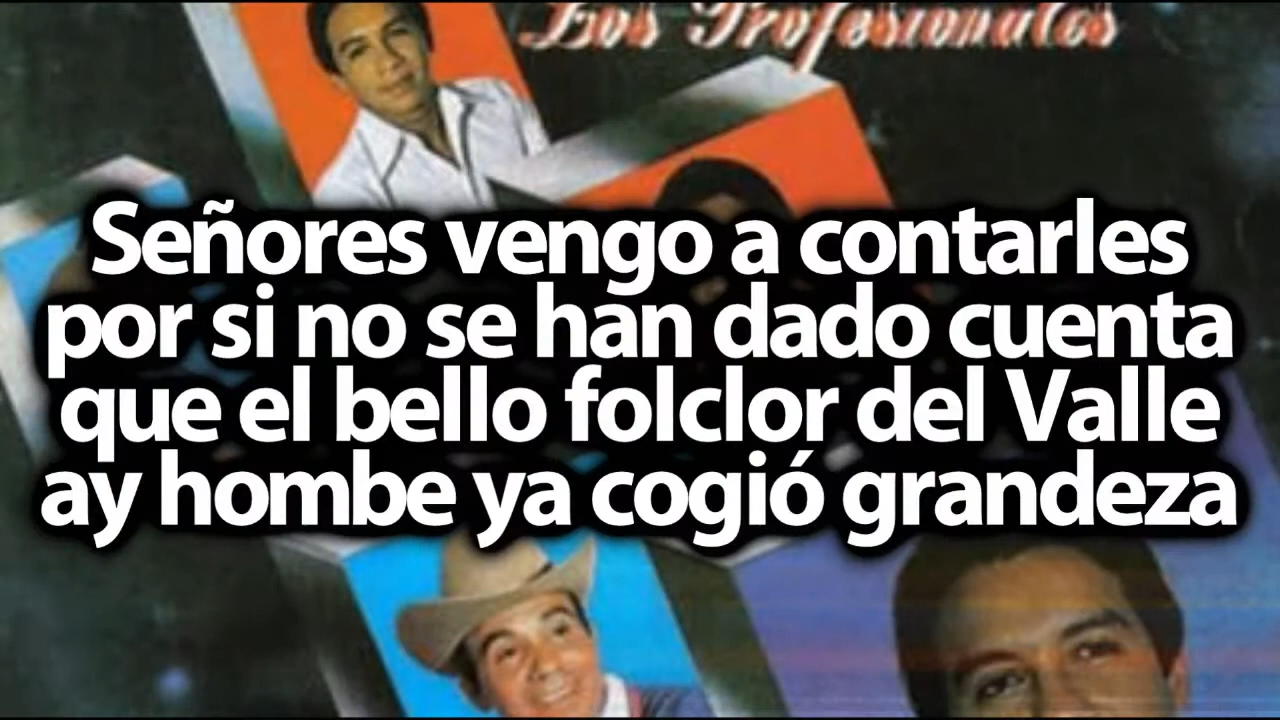 Los Profesionales
Señores vengo a contarles
por si no se han dado cuenta
que el bello folclor del Valle
ay hombe ya cogió grandeza